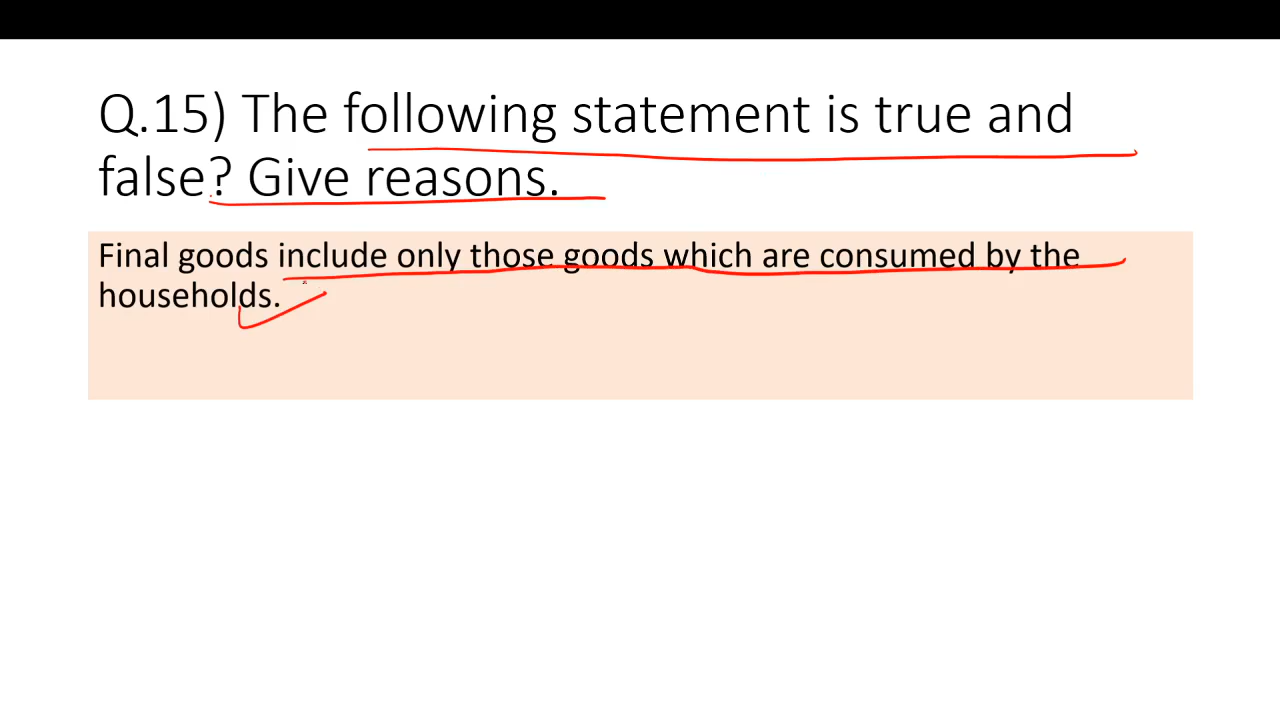 Q.15) The following statement is true and
false? Give reasons.
Final goods include only those goods which are consumed by the
households.